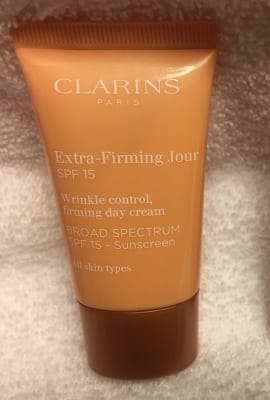 CLARINS
PARIS
Extra-Firming Jour
SPF 15
Wrinkle control,
firming day cream
BROAD SPECTRUM
SPF 15 - Sunscreen
All skin types